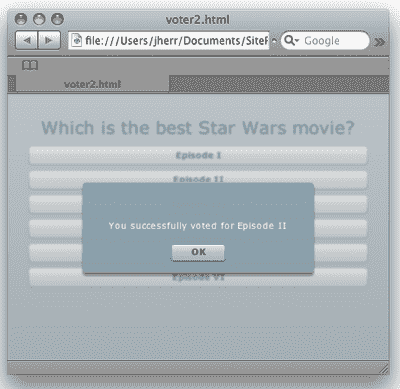 voter2.html
file:///Users/jherr/Documents/SiteP
Google
voter2.html
Which is the best Star Wars movie?
Episode I
Episode II
You successfully voted for Episode II
OK
Episode VI